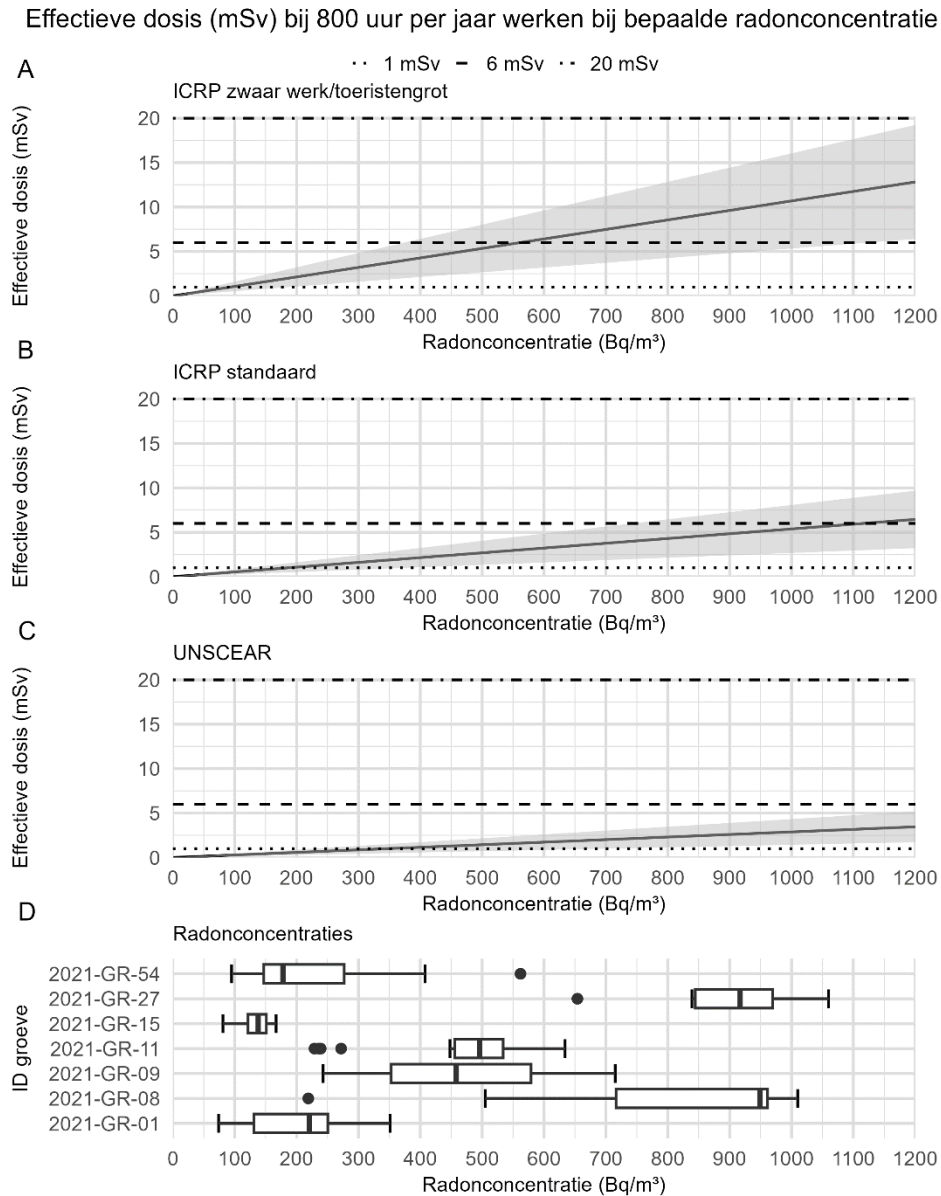 Effectieve dosis (mSv) bij 800 uur per jaar werken bij bepaalde radonconcentratie
1 mSv 6 mSv 20 mSv
A
ICRP zwaar werk/toeristengrot
Effectieve dosis (mSv)
20
15
10
5
0
0 100 200 300 400 500 600 700 800 900 1000 1100 1200
Radonconcentratie (Bq/m³)
B
ICRP standaard
Effectieve dosis (mSv)
20
15
10
5
0
0 100 200 300 400 500 600 700 800 900 1000 1100 1200
Radonconcentratie (Bq/m³)
C
UNSCEAR
Effectieve dosis (mSv)
20
15
10
5
0
0 100 200 300 400 500 600 700 800 900 1000 1100 1200
Radonconcentratie (Bq/m³)
D
Radonconcentraties
ID groeve
2021-GR-54
2021-GR-27
2021-GR-15
2021-GR-11
2021-GR-09
2021-GR-08
2021-GR-01
0 100 200 300 400 500 600 700 800 900 1000 1100 1200
Radonconcentratie (Bq/m³)